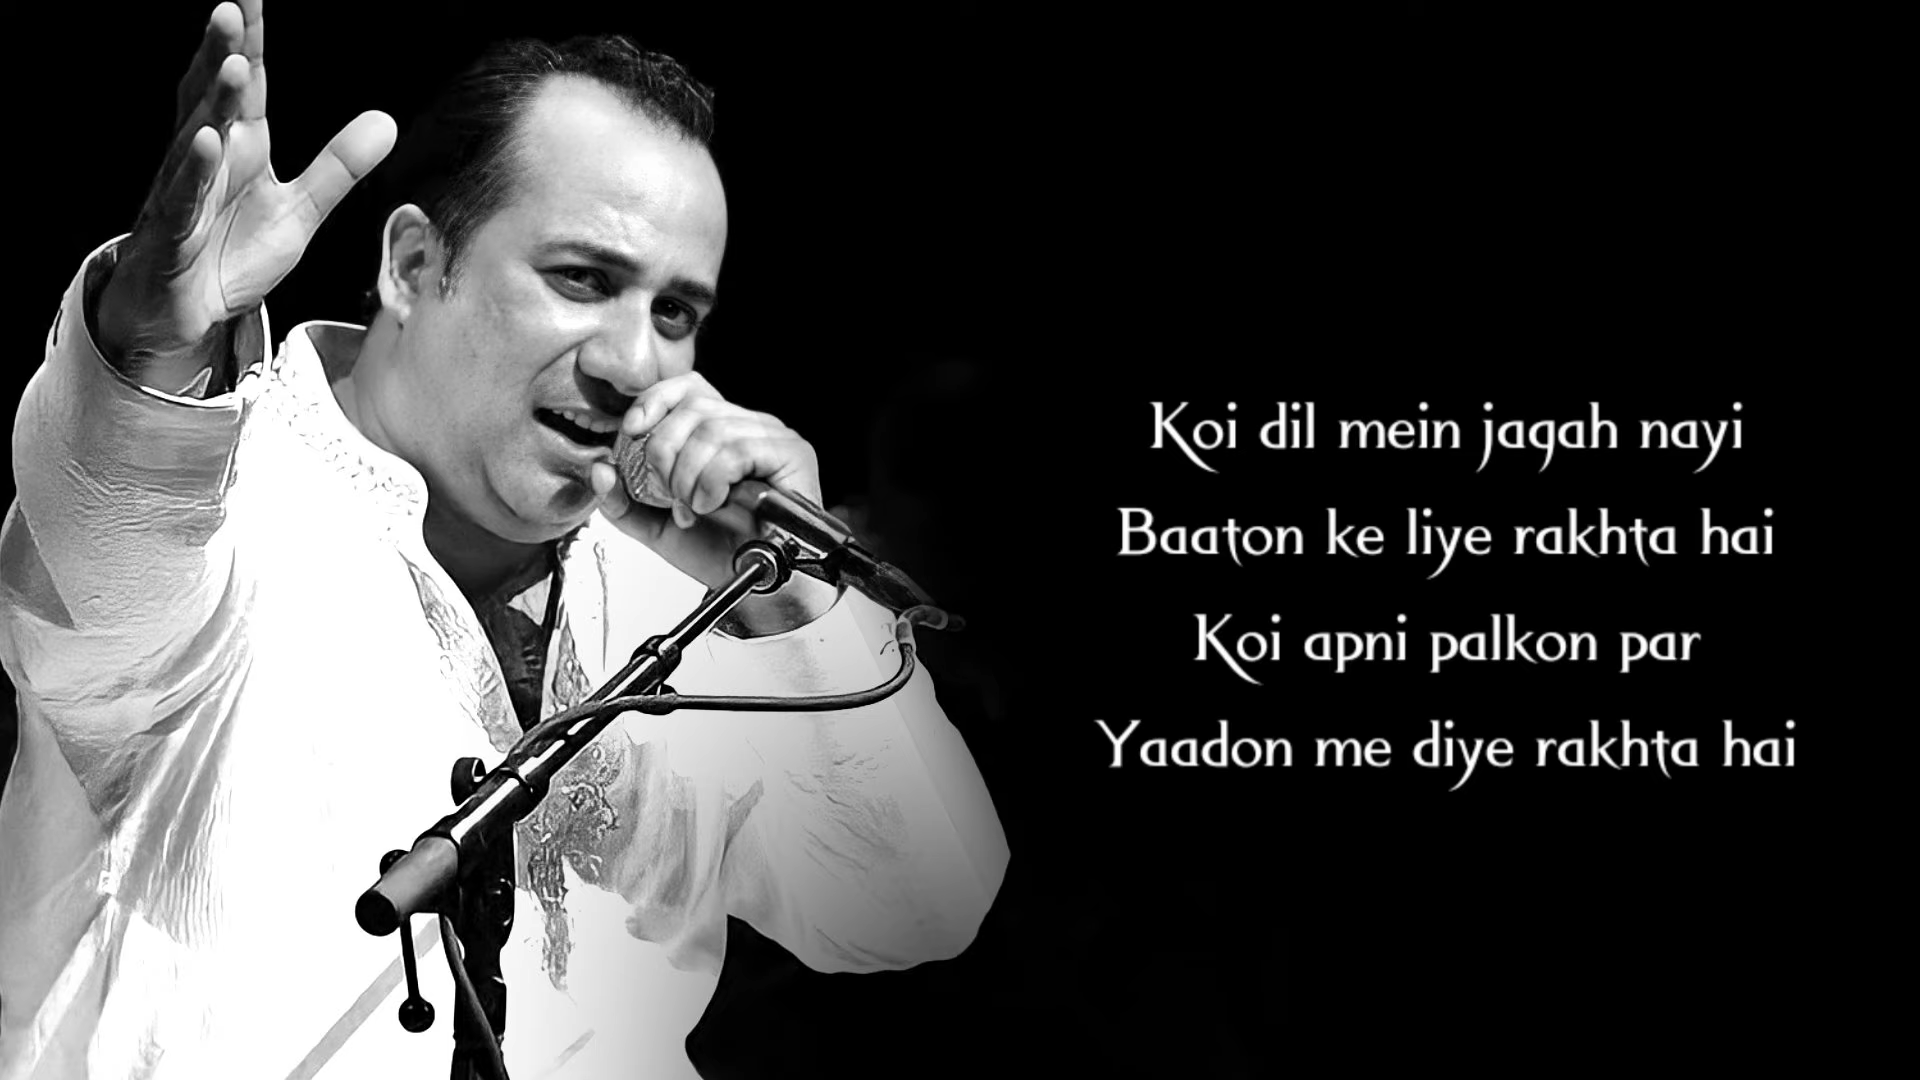 Koi dil mein jagah nayi
Baaton ke liye rakhta hai
Koi apni palkon par
Yaadon me diye rakhta hai